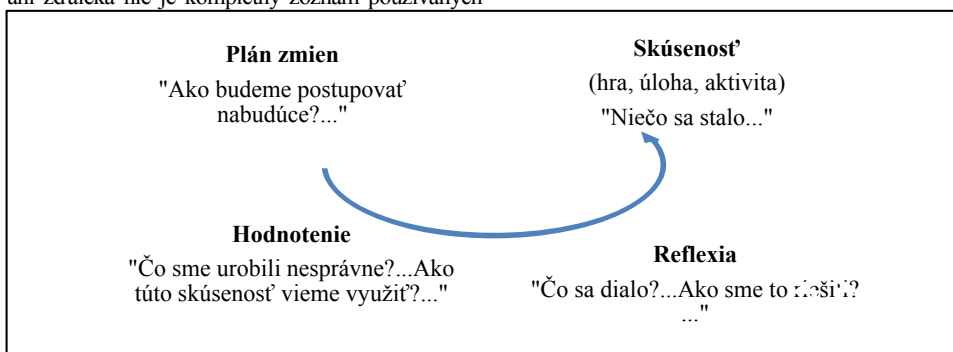 ani zďaleka nie je kompletný zoznam používaných
Plán zmien
"Ako budeme postupovať
nabudúce?..."
Skúsenosť
(hra, úloha, aktivita)
"Niečo sa stalo..."
Hodnotenie
"Čo sme urobili nesprávne?...Ako
túto skúsenosť vieme využiť?..."
Reflexia
"Čo sa dialo?...Ako sme to
..."